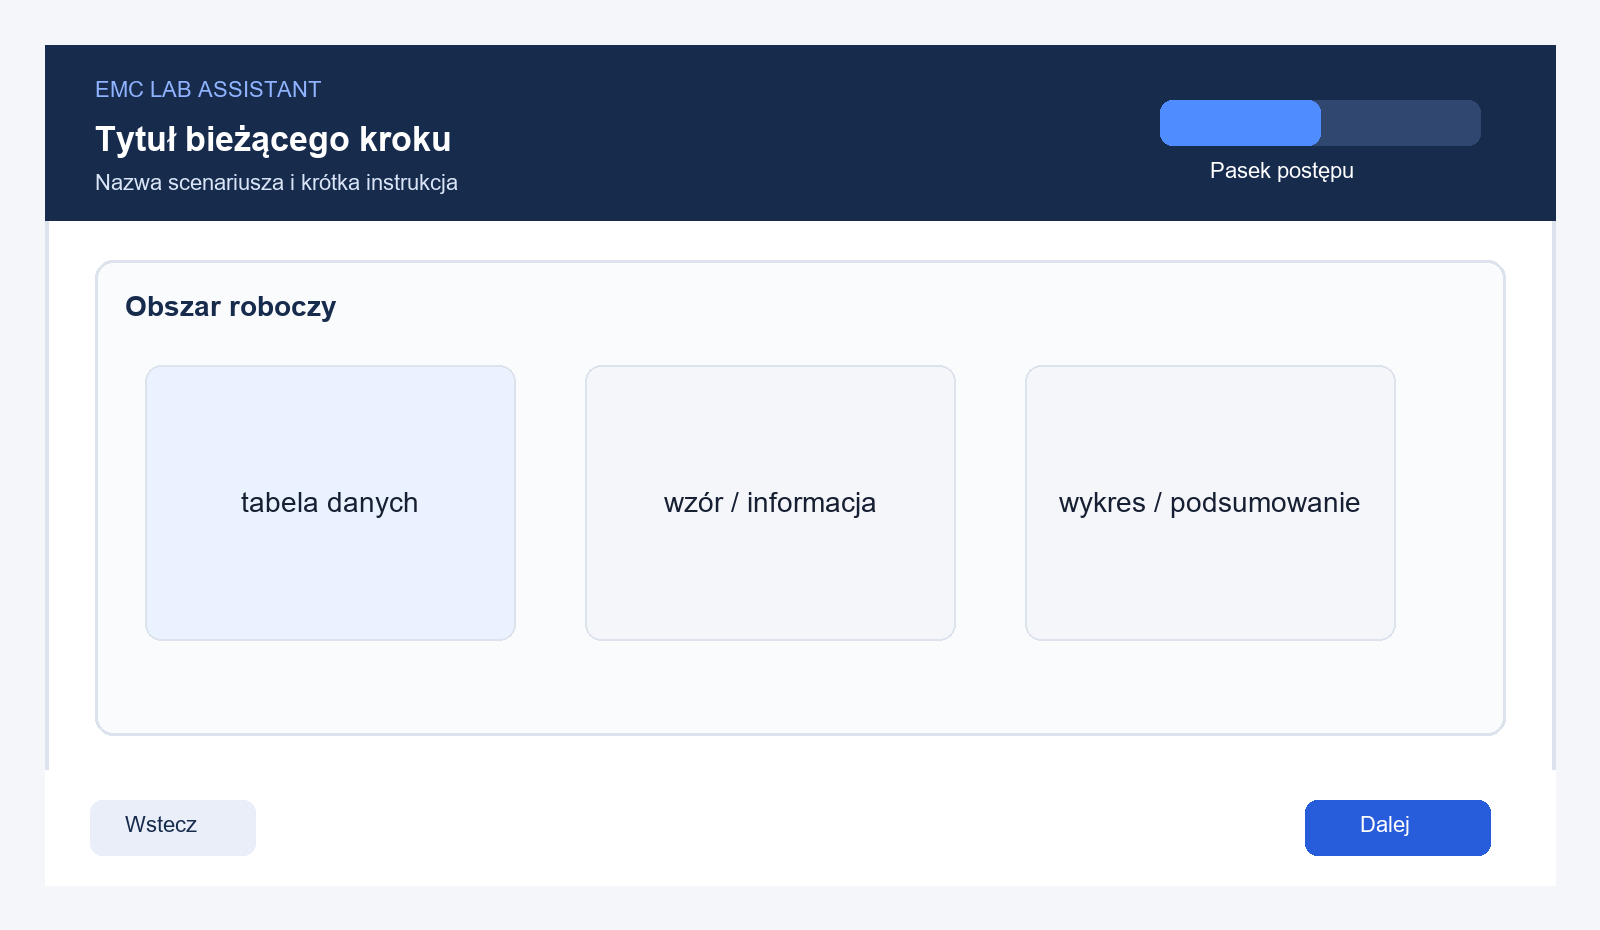 EMC LAB ASSISTANT
Tytuł bieżącego kroku
Nazwa scenariusza i krótka instrukcja
Pasek postępu
Obszar roboczy
tabela danych
wzór / informacja
wykres / podsumowanie
Wstecz
Dalej